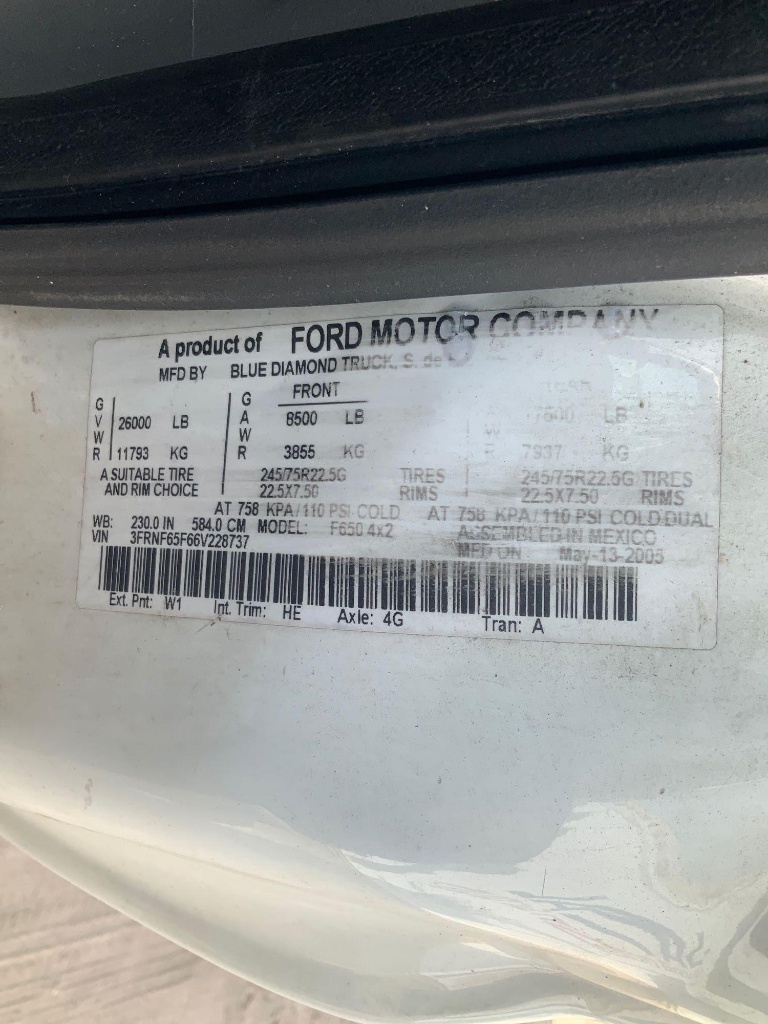 A product of FORD MOTOR COMPANY
MFD BY BLUE DIAMOND TRUCK, S. de
GVWR 26000 LB 11793 KG
GAWR FRONT 8500 LB 3855 KG
LB 7937 KG
A SUITABLE TIRE 245/75R22.5G TIRES 245/75R22.5G TIRES
AND RIM CHOICE 22.5X7.50 RIMS 22.5X7.50 RIMS
AT 758 KPA/110 PSI COLD AT 758 KPA/110 PSI COLD DUAL
WB: 230.0 IN 584.0 CM MODEL: F650 4x2 ASSEMBLED IN MEXICO
VIN 3FRNF65F66V228737 MFD ON May-13-2005
Ext. Pnt: W1 Int. Trim: HE Axle: 4G Tran: A